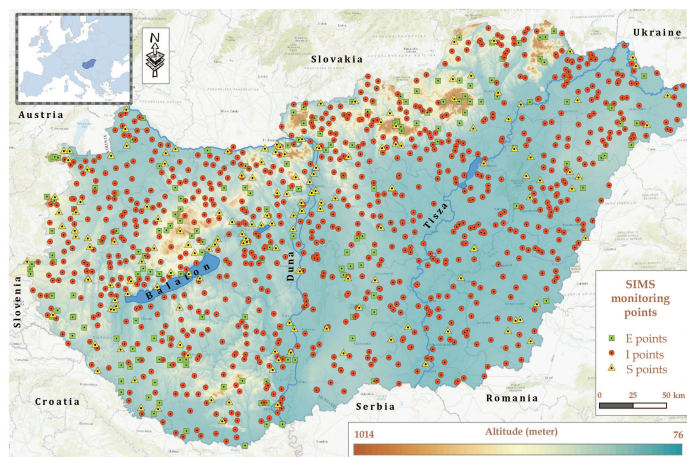 Ukraine
Slovakia
N
Austria
Tisza
Duna
Balaton
Slovenia
SIMS
monitoring
points
E points
I points
S points
0 25 50 km
Croatia
Serbia
Romania
1014 Altitude (meter) 76